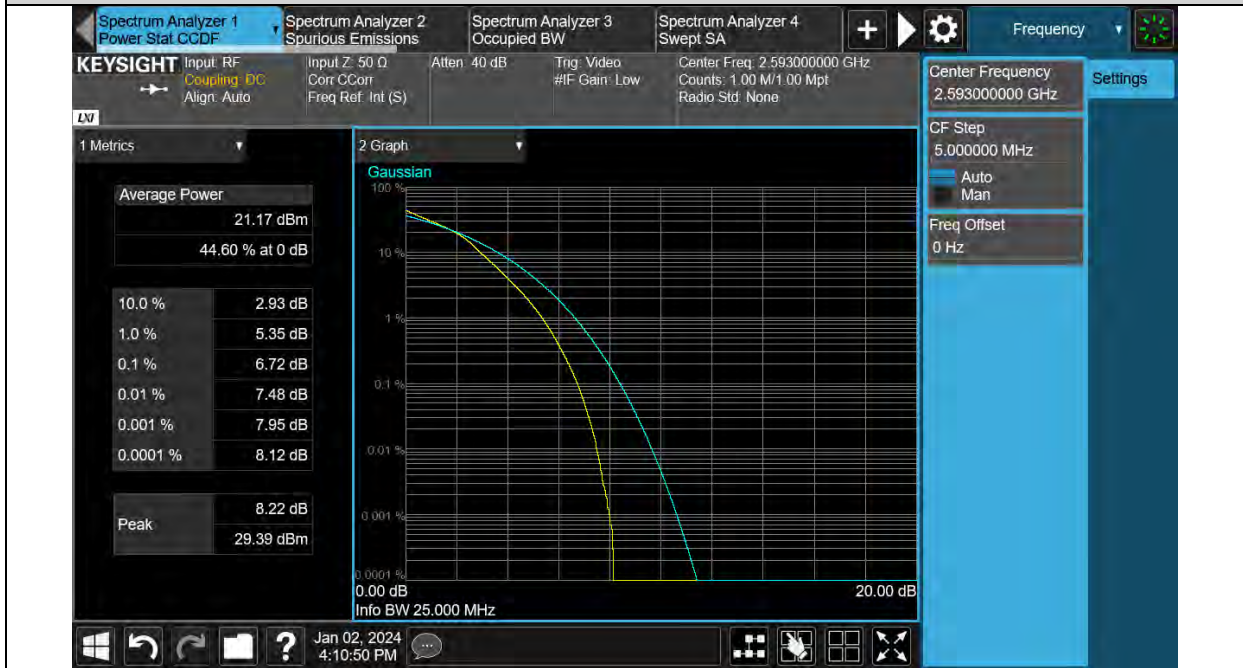 Spectrum Analyzer 1
Power Stat CCDF
Spectrum Analyzer 2
Spurious Emissions
Spectrum Analyzer 3
Occupied BW
Spectrum Analyzer 4
Swept SA
+
Frequency
KEYSIGHT
LXI
Input: RF
Coupling: DC
Align: Auto
Input Z: 50 Ω
Corr CCorr
Freq Ref: Int (S)
Atten: 40 dB
Trig: Video
#IF Gain: Low
Center Freq: 2.593000000 GHz
Counts: 1.00 M/1.00 Mpt
Radio Std: None
Center Frequency
2.593000000 GHz
Settings
CF Step
5.000000 MHz
Auto
Man
Freq Offset
0 Hz
1 Metrics
Average Power
21.17 dBm
44.60 % at 0 dB
10.0 % 2.93 dB
1.0 % 5.35 dB
0.1 % 6.72 dB
0.01 % 7.48 dB
0.001 % 7.95 dB
0.0001 % 8.12 dB
Peak
8.22 dB
29.39 dBm
2 Graph
Gaussian
100 %
10 %
1 %
0.1 %
0.01 %
0.001 %
0.0001 %
0.00 dB 20.00 dB
Info BW 25.000 MHz
?
Jan 02, 2024
4:10:50 PM